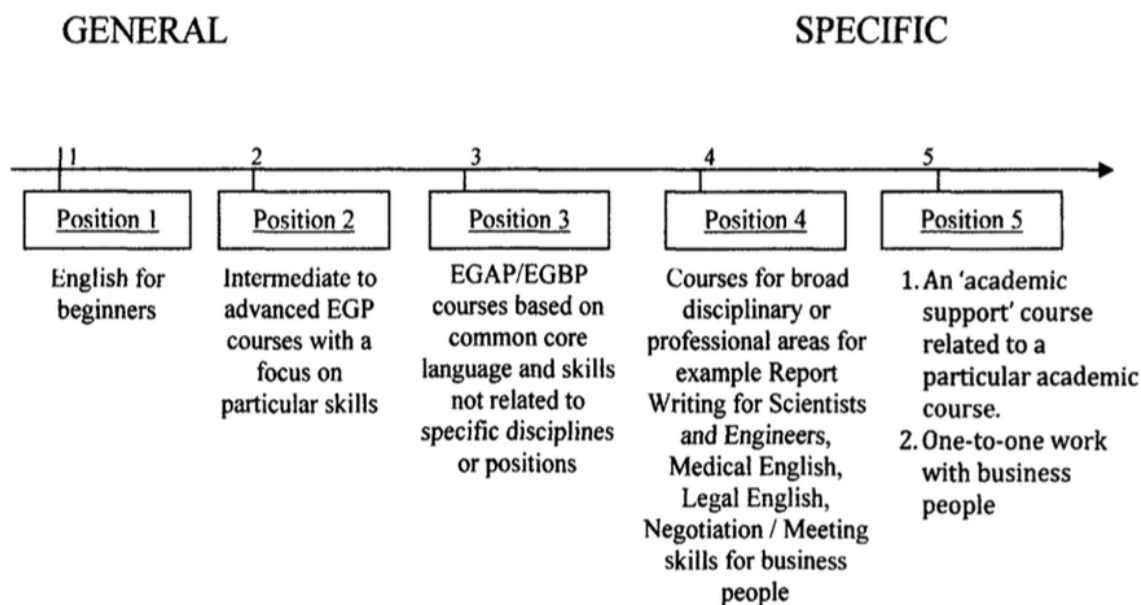 GENERAL
SPECIFIC
1
2
3
4
5
Position 1
English for
beginners
Position 2
Intermediate to
advanced EGP
courses with a
focus on
particular skills
Position 3
EGAP/EGBP
courses based on
common core
language and skills
not related to
specific disciplines
or positions
Position 4
Courses for broad
disciplinary or
professional areas for
example Report
Writing for Scientists
and Engineers,
Medical English,
Legal English,
Negotiation / Meeting
skills for business
people
Position 5
1. An 'academic
support' course
related to a
particular academic
course.
2. One-to-one work
with business
people